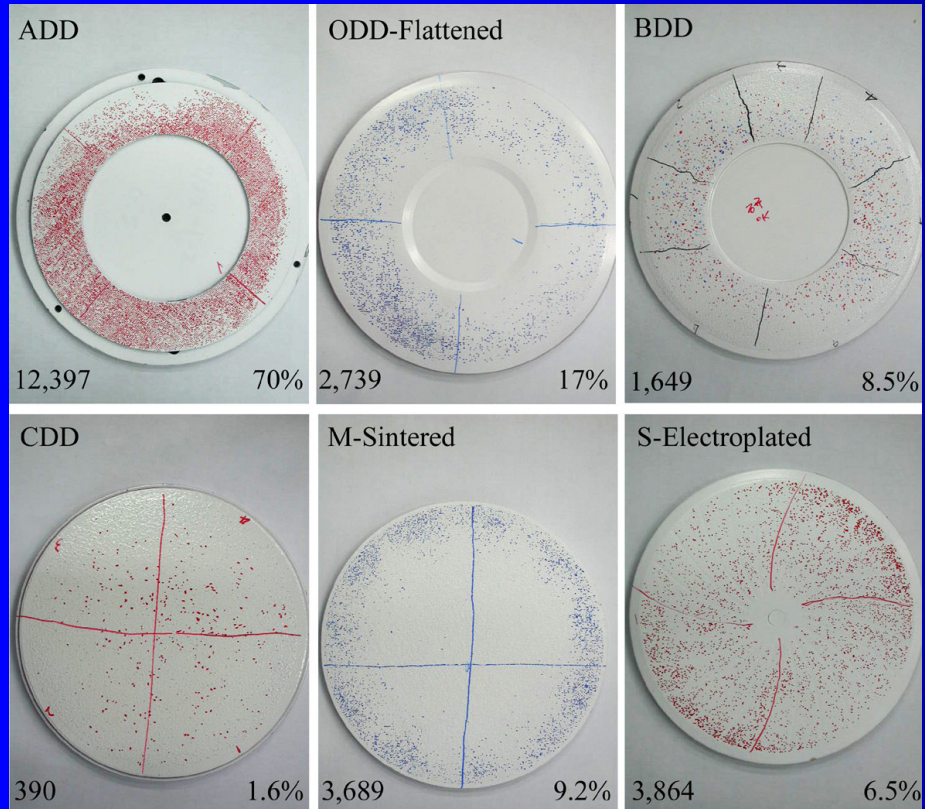 ADD
12,397 70%
ODD-Flattened
2,739 17%
BDD
1,649 8.5%
CDD
390 1.6%
M-Sintered
3,689 9.2%
S-Electroplated
3,864 6.5%